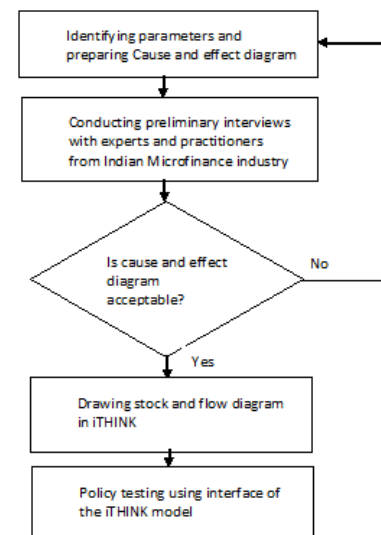 Identifying parameters and
preparing Cause and effect diagram
Conducting preliminary interviews
with experts and practitioners
from Indian Microfinance industry
Is cause and effect
diagram
acceptable?
No
Yes
Drawing stock and flow diagram
in iTHINK
Policy testing using interface of
the iTHINK model